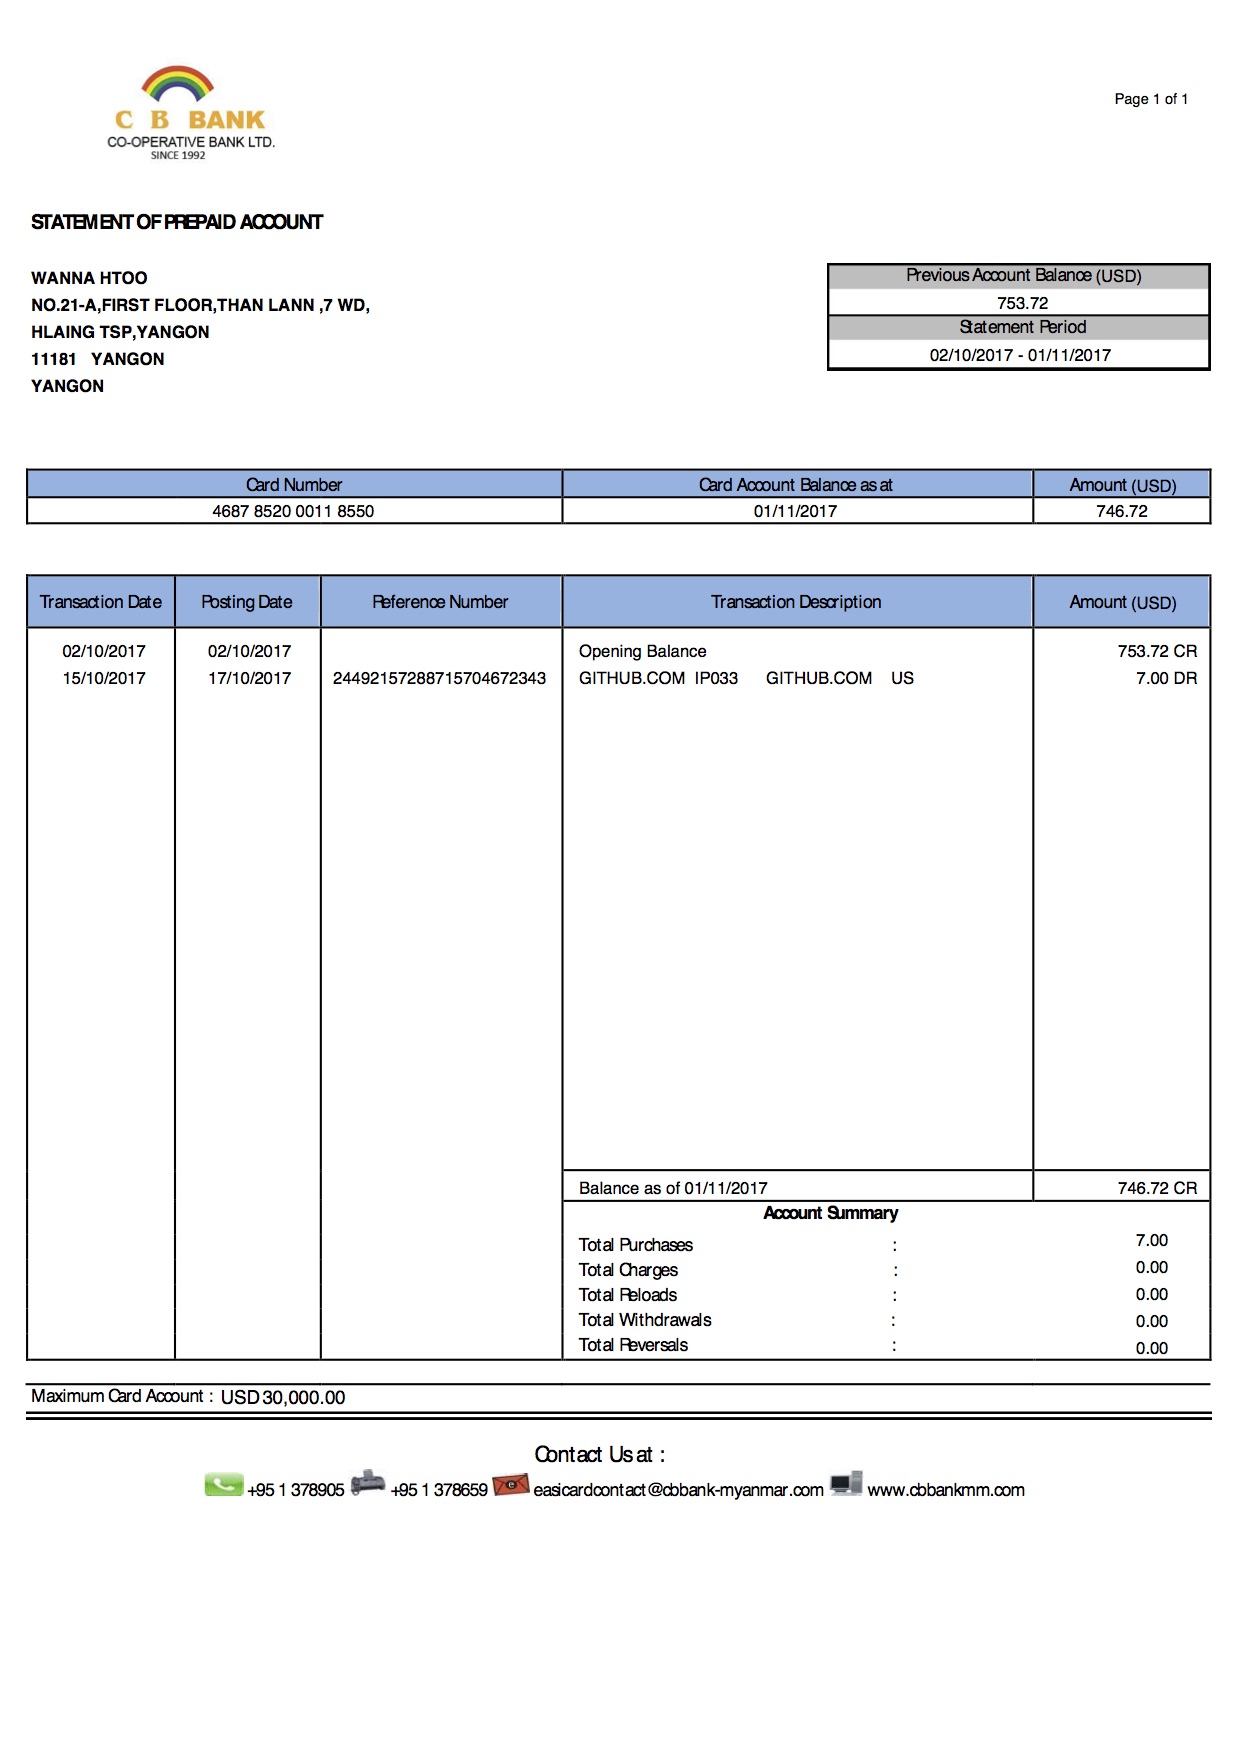 C B BANK
CO-OPERATIVE BANK LTD.
SINCE 1992
Page 1 of 1
STATEMENT OF PREPAID ACCOUNT
WANNA HTOO
NO.21-A,FIRST FLOOR,THAN LANN ,7 WD,
HLAING TSP,YANGON
11181 YANGON
YANGON
Previous Account Balance (USD)
753.72
Statement Period
02/10/2017 - 01/11/2017
Card Number Card Account Balance as at Amount (USD)
4687 8520 0011 8550 01/11/2017 746.72
Transaction Date Posting Date Reference Number Transaction Description Amount (USD)
02/10/2017 02/10/2017 Opening Balance 753.72 CR
15/10/2017 17/10/2017 24492157288715704672343 GITHUB.COM IP033 GITHUB.COM US 7.00 DR
Balance as of 01/11/2017 746.72 CR
Account Summary
Total Purchases : 7.00
Total Charges : 0.00
Total Reloads : 0.00
Total Withdrawals : 0.00
Total Reversals : 0.00
Maximum Card Account : USD 30,000.00
Contact Us at :
+95 1 378905 +95 1 378659 easicardcontact@cbbank-myanmar.com www.cbbankmm.com